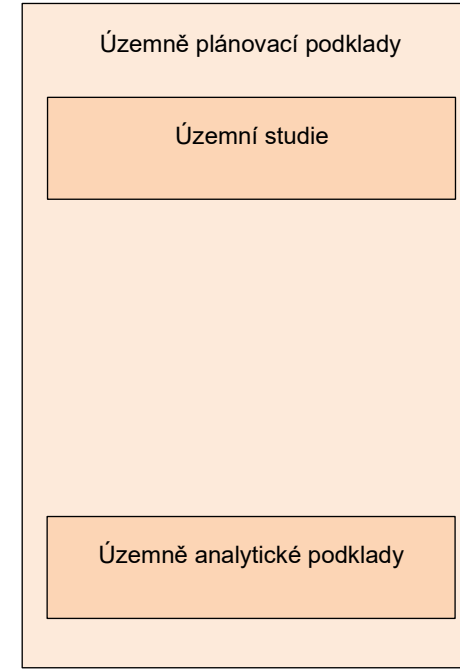 Územně plánovací podklady
Územní studie
Územně analytické podklady